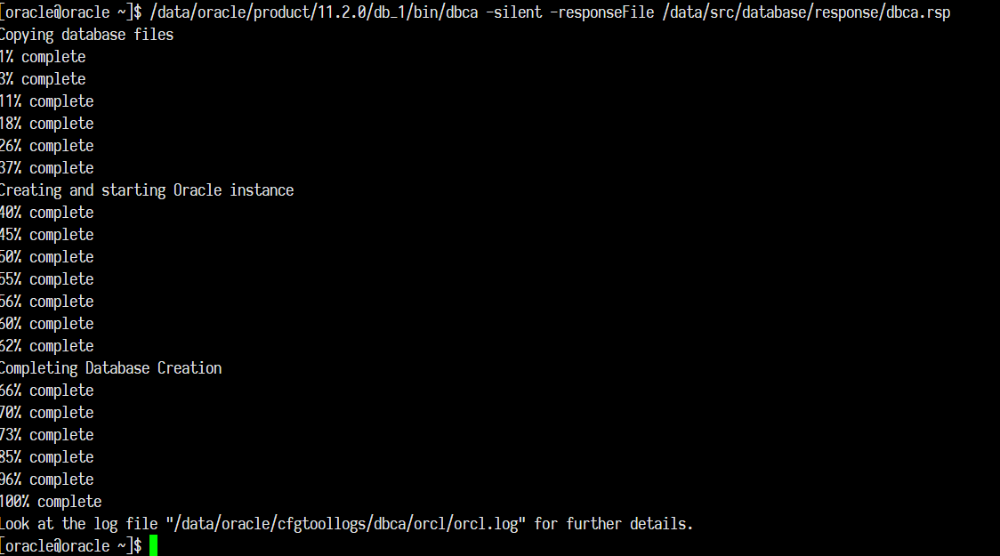 [oracle@oracle ~]$ /data/oracle/product/11.2.0/db_1/bin/dbca -silent -responseFile /data/src/database/response/dbca.rsp
Copying database files
1% complete
3% complete
11% complete
18% complete
26% complete
37% complete
Creating and starting Oracle instance
40% complete
45% complete
50% complete
55% complete
56% complete
60% complete
62% complete
Completing Database Creation
66% complete
70% complete
73% complete
85% complete
96% complete
100% complete
Look at the log file "/data/oracle/cfgtoollogs/dbca/orcl/orcl.log" for further details.
[oracle@oracle ~]$